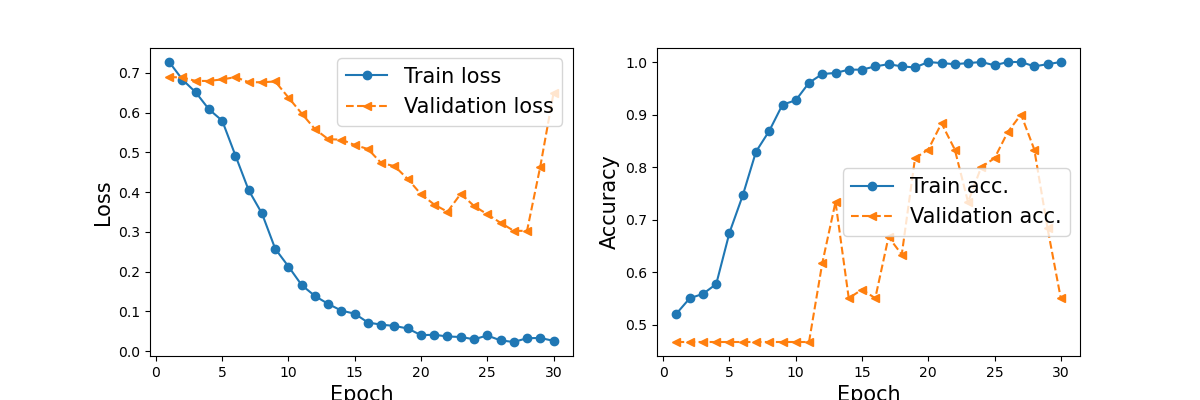 Loss
0.7
0.6
0.5
0.4
0.3
0.2
0.1
0.0
Train loss
Validation loss
0 5 10 15 20 25 30
Epoch
Accuracy
1.0
0.9
0.8
0.7
0.6
0.5
Train acc.
Validation acc.
0 5 10 15 20 25 30
Epoch